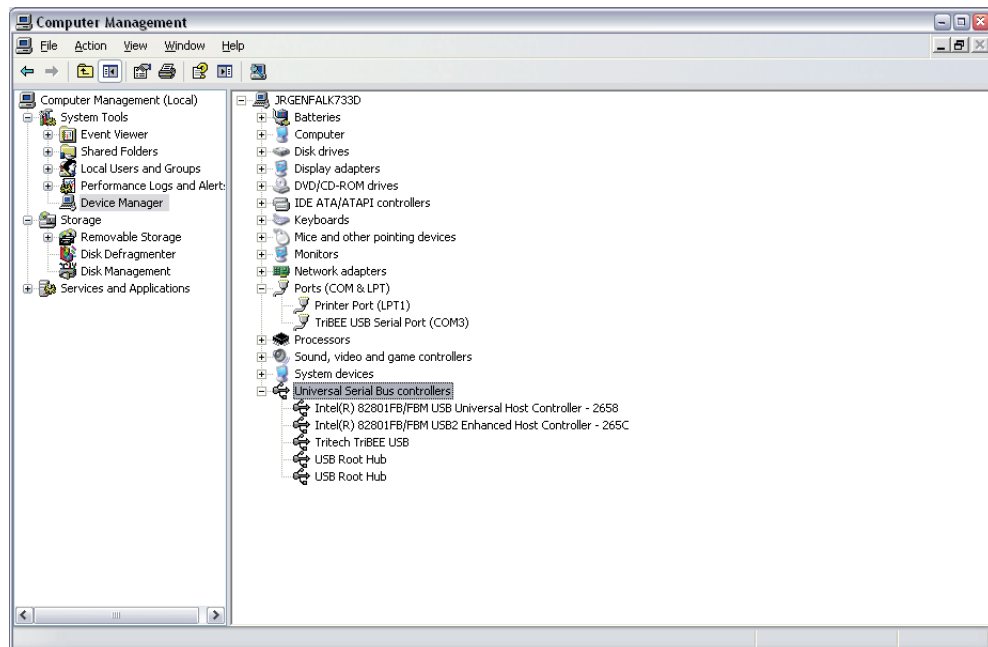 Computer Management
File Action View Window Help
Computer Management (Local)
System Tools
Event Viewer
Shared Folders
Local Users and Groups
Performance Logs and Alert:
Device Manager
Storage
Removable Storage
Disk Defragmenter
Disk Management
Services and Applications
JRGENFALK733D
Batteries
Computer
Disk drives
Display adapters
DVD/CD-ROM drives
IDE ATA/ATAPI controllers
Keyboards
Mice and other pointing devices
Monitors
Network adapters
Ports (COM & LPT)
Printer Port (LPT1)
TriBEE USB Serial Port (COM3)
Processors
Sound, video and game controllers
System devices
Universal Serial Bus controllers
Intel(R) 82801FB/FBM USB Universal Host Controller - 2658
Intel(R) 82801FB/FBM USB2 Enhanced Host Controller - 265C
Tritech TriBEE USB
USB Root Hub
USB Root Hub